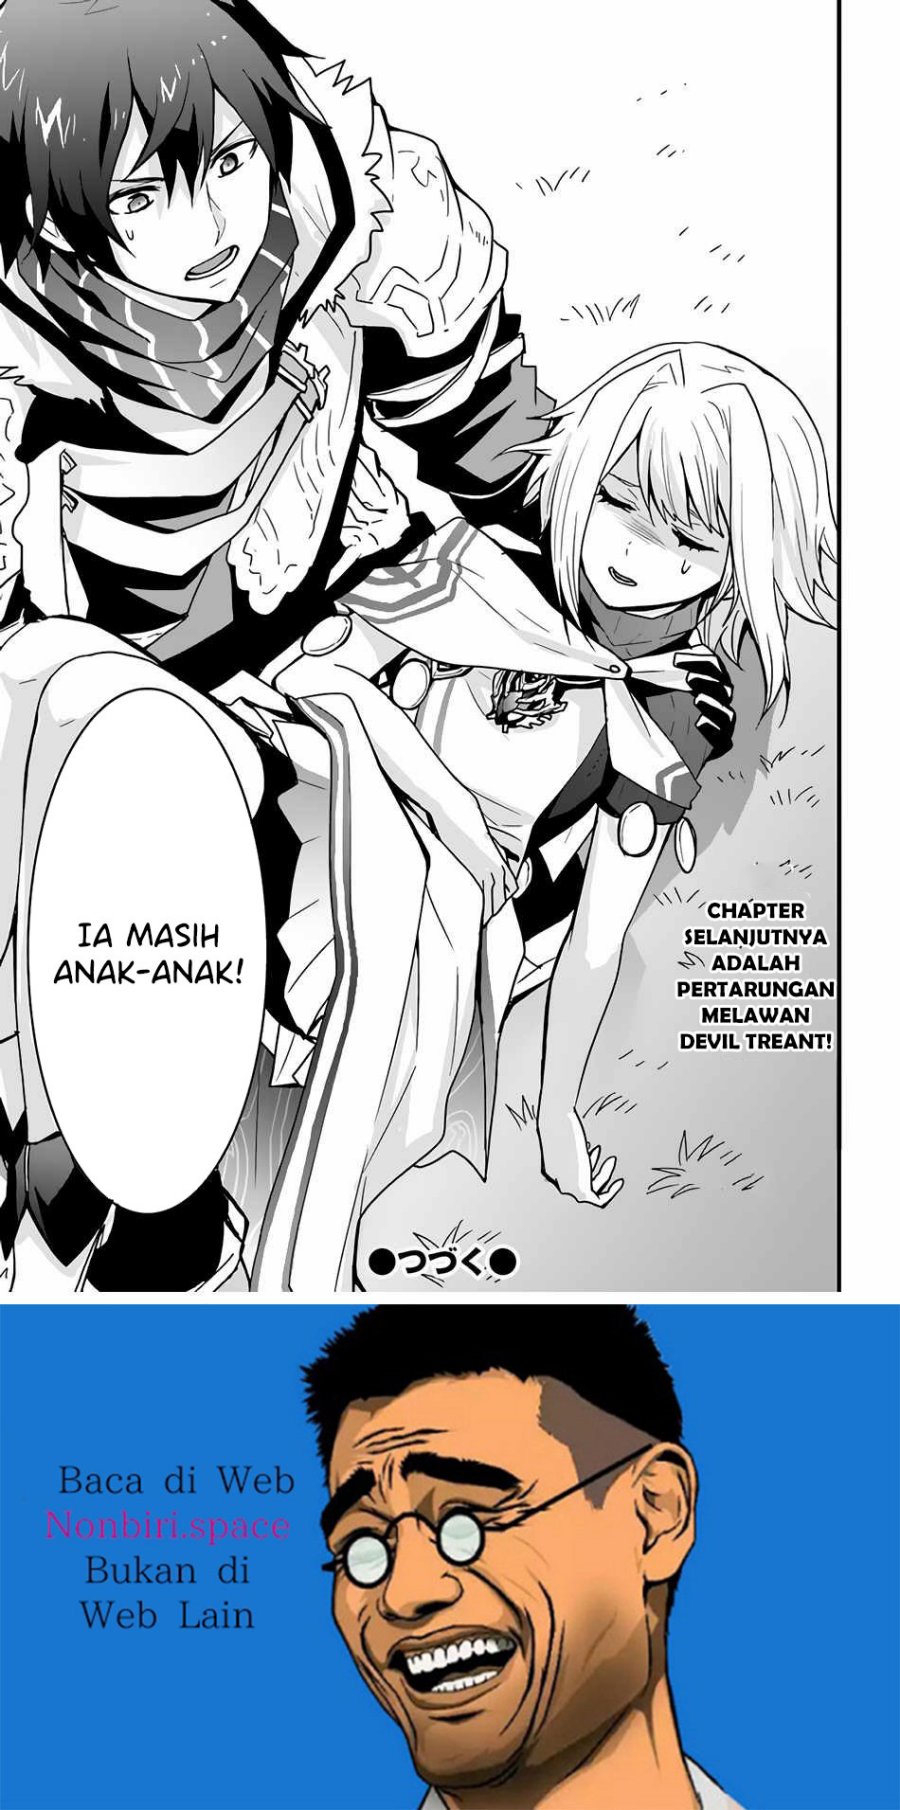 IA MASIH
ANAK-ANAK!
CHAPTER
SELANJUTNYA
ADALAH
PERTARUNGAN
MELAWAN
DEVIL TREANT!
●つづく●
Baca di Web
Nonbiri.space
Bukan di
Web Lain